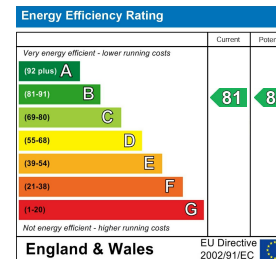 Energy Efficiency Rating
Current
Very energy efficient - lower running costs
(92 plus) A
(81-91) B
81
8
(69-80) C
(55-68) D
(39-54) E
(21-38) F
(1-20) G
Not energy efficient - higher running costs
England & Wales
EU Directive
2002/91/EC